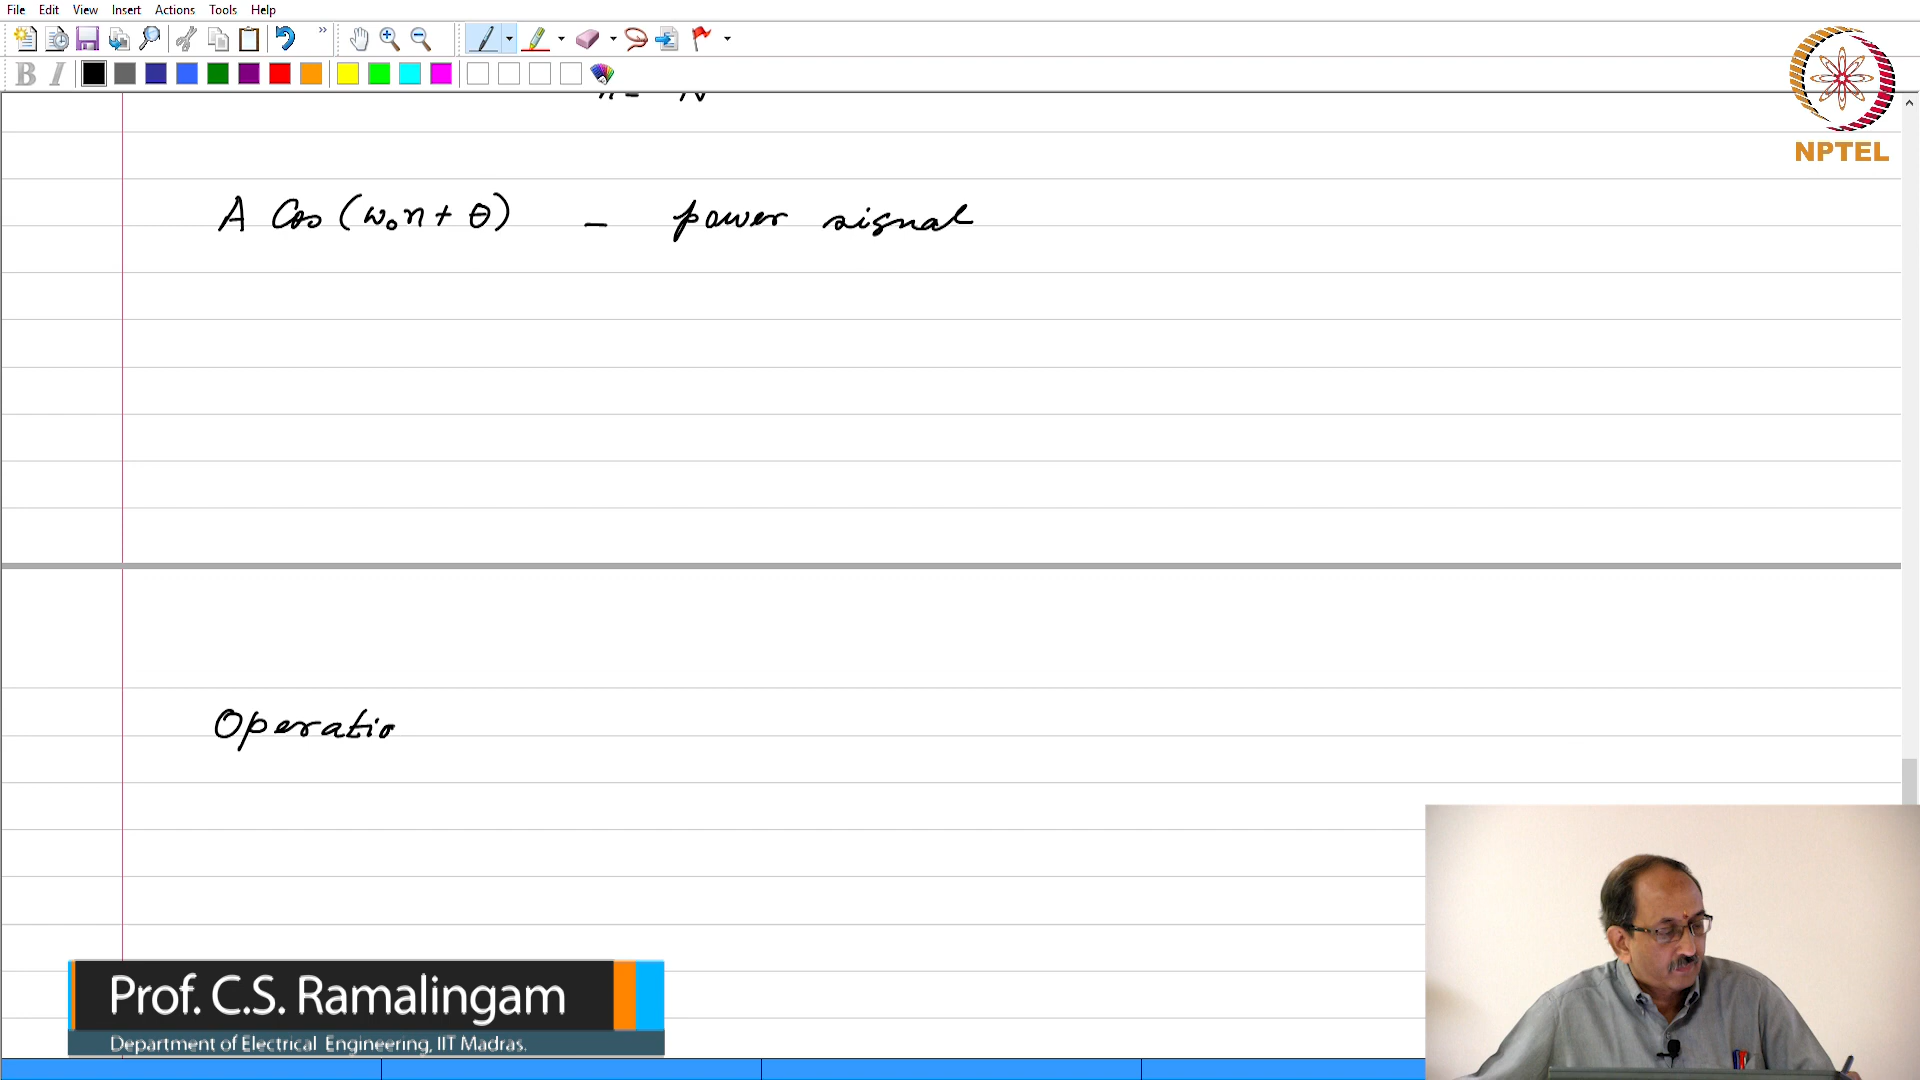 File Edit View Insert Actions Tools Help
B I
NPTEL
A Cos (ω₀n + θ) – power signal
Operatio
Prof. C.S. Ramalingam
Department of Electrical Engineering, IIT Madras.